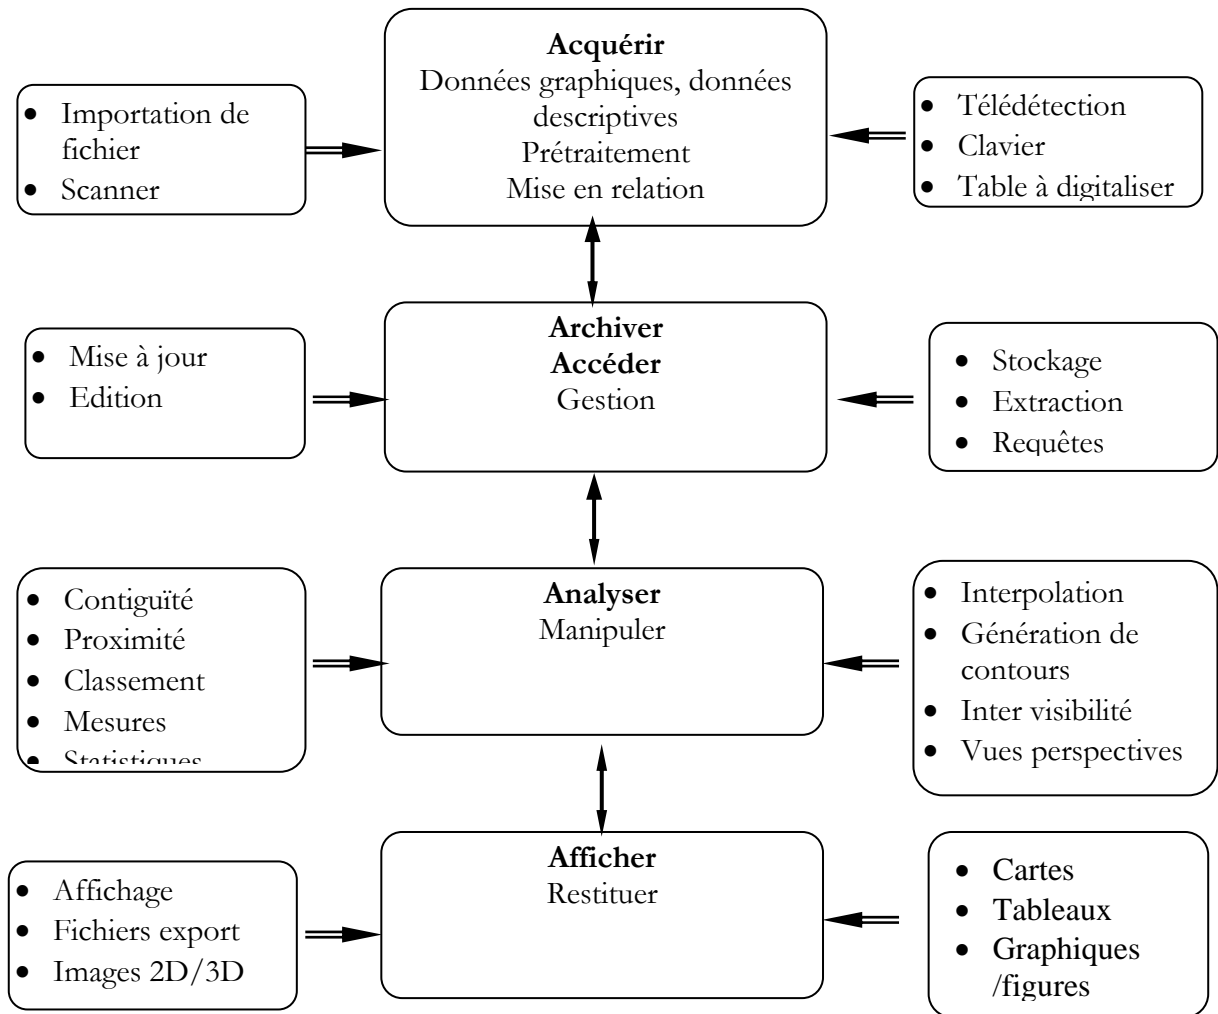 Acquérir
Données graphiques, données
descriptives
Prétraitement
Mise en relation
• Importation de
fichier
• Scanner
• Télédétection
• Clavier
• Table à digitaliser
Archiver
Accéder
Gestion
• Mise à jour
• Edition
• Stockage
• Extraction
• Requêtes
Analyser
Manipuler
• Contiguïté
• Proximité
• Classement
• Mesures
• Statistiques
• Interpolation
• Génération de
contours
• Inter visibilité
• Vues perspectives
Afficher
Restituer
• Affichage
• Fichiers export
• Images 2D/3D
• Cartes
• Tableaux
• Graphiques
/figures